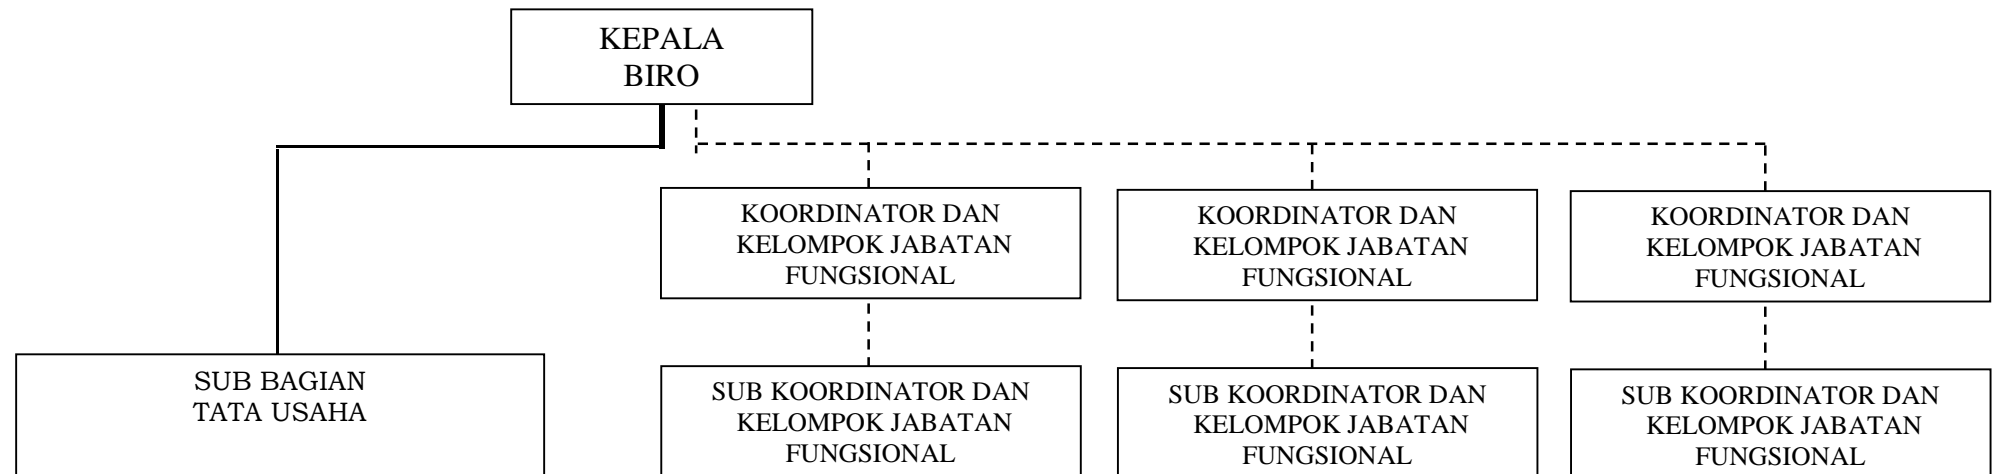 KEPALA
BIRO
KOORDINATOR DAN
KELOMPOK JABATAN
FUNGSIONAL
KOORDINATOR DAN
KELOMPOK JABATAN
FUNGSIONAL
KOORDINATOR DAN
KELOMPOK JABATAN
FUNGSIONAL
SUB BAGIAN
TATA USAHA
SUB KOORDINATOR DAN
KELOMPOK JABATAN
FUNGSIONAL
SUB KOORDINATOR DAN
KELOMPOK JABATAN
FUNGSIONAL
SUB KOORDINATOR DAN
KELOMPOK JABATAN
FUNGSIONAL